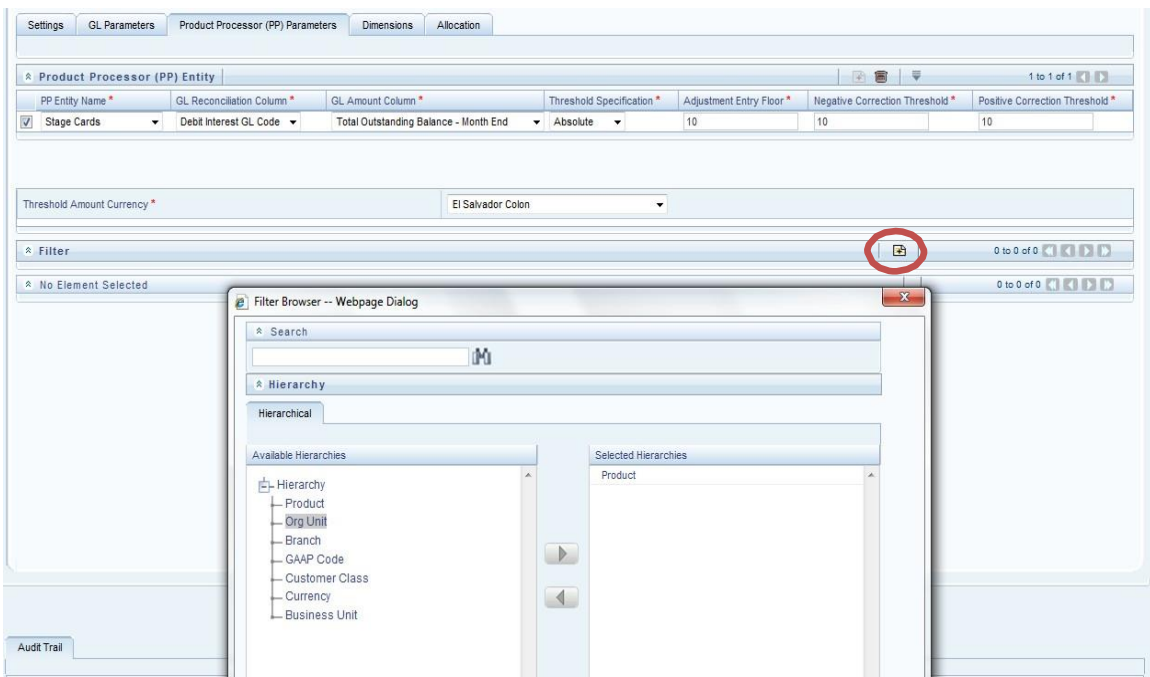 Settings GL Parameters Product Processor (PP) Parameters Dimensions Allocation
Product Processor (PP) Entity 1 to 1 of 1
PP Entity Name * GL Reconciliation Column * GL Amount Column * Threshold Specification * Adjustment Entry Floor * Negative Correction Threshold * Positive Correction Threshold *
Stage Cards Debit Interest GL Code Total Outstanding Balance - Month End Absolute 10 10 10
Threshold Amount Currency * El Salvador Colon
Filter 0 to 0 of 0
No Element Selected 0 to 0 of 0
Filter Browser -- Webpage Dialog
Search
Hierarchy
Hierarchical
Available Hierarchies Selected Hierarchies
Hierarchy Product
Product
Org Unit
Branch
GAAP Code
Customer Class
Currency
Business Unit
Audit Trail